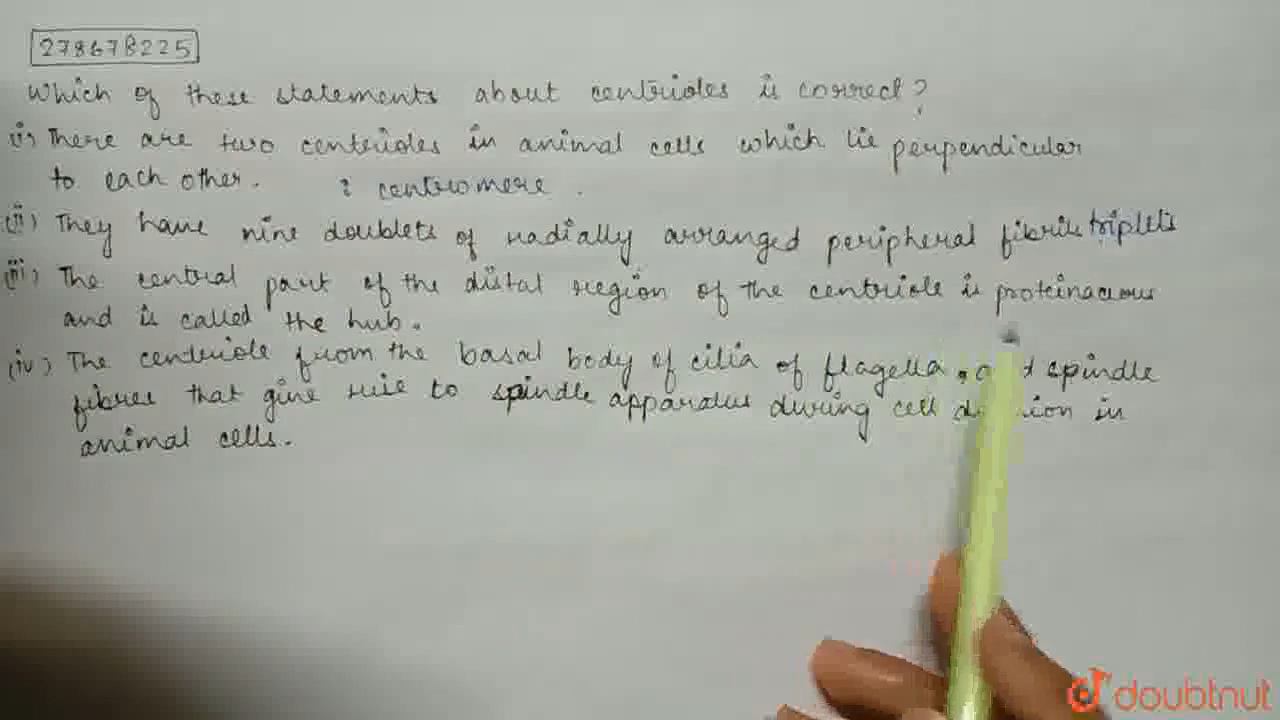 278678225
Which of these statements about centrioles is correct?
(i) There are two centrioles in animal cells which lie perpendicular
to each other. centromere.
(ii) They have nine doublets of radially arranged peripheral fibrils triplets
(iii) The central part of the distal region of the centriole is proteinaceous
and is called the hub.
(iv) The centriole from the basal body of cilia of flagella, spindle
fibres that give rise to spindle apparatus during cell in
animal cells.
doubtnut